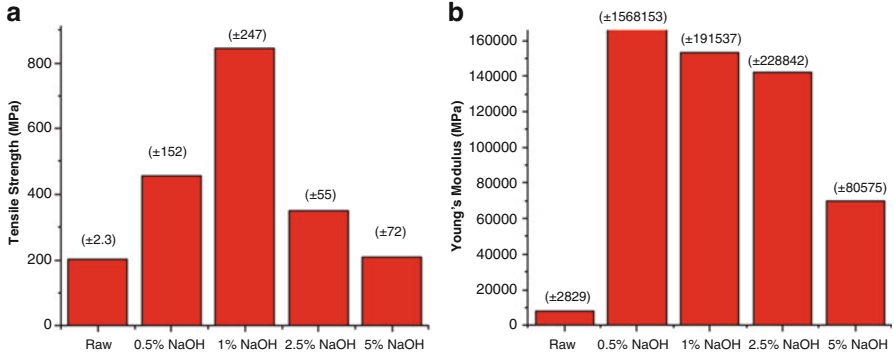 a
Tensile Strength (MPa)
800
600
400
200
0
(±2.3)
(±152)
(±247)
(±55)
(±72)
Raw
0.5% NaOH
1% NaOH
2.5% NaOH
5% NaOH
b
Young's Modulus (MPa)
160000
140000
120000
100000
80000
60000
40000
20000
0
(±2829)
(±1568153)
(±191537)
(±228842)
(±80575)
Raw
0.5% NaOH
1% NaOH
2.5% NaOH
5% NaOH